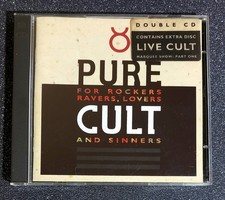 DOUBLE CD
CONTAINS EXTRA DISC
LIVE CULT
MARQUEE SHOW: PART ONE
PURE
FOR ROCKERS
RAVERS, LOVERS
CULT
AND SINNERS